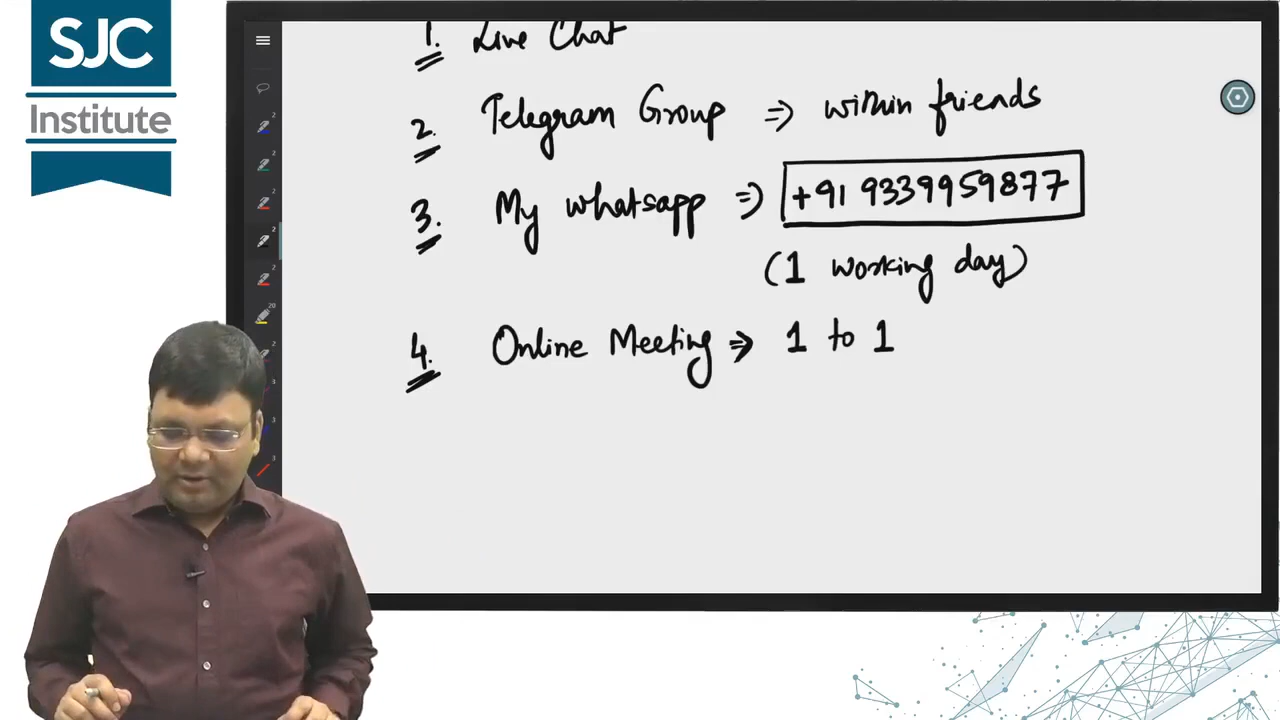 SJC
Institute
1. Live Chat
2. Telegram Group => within friends
3. My whatsapp => +91 9339959877
(1 working day)
4. Online Meeting => 1 to 1